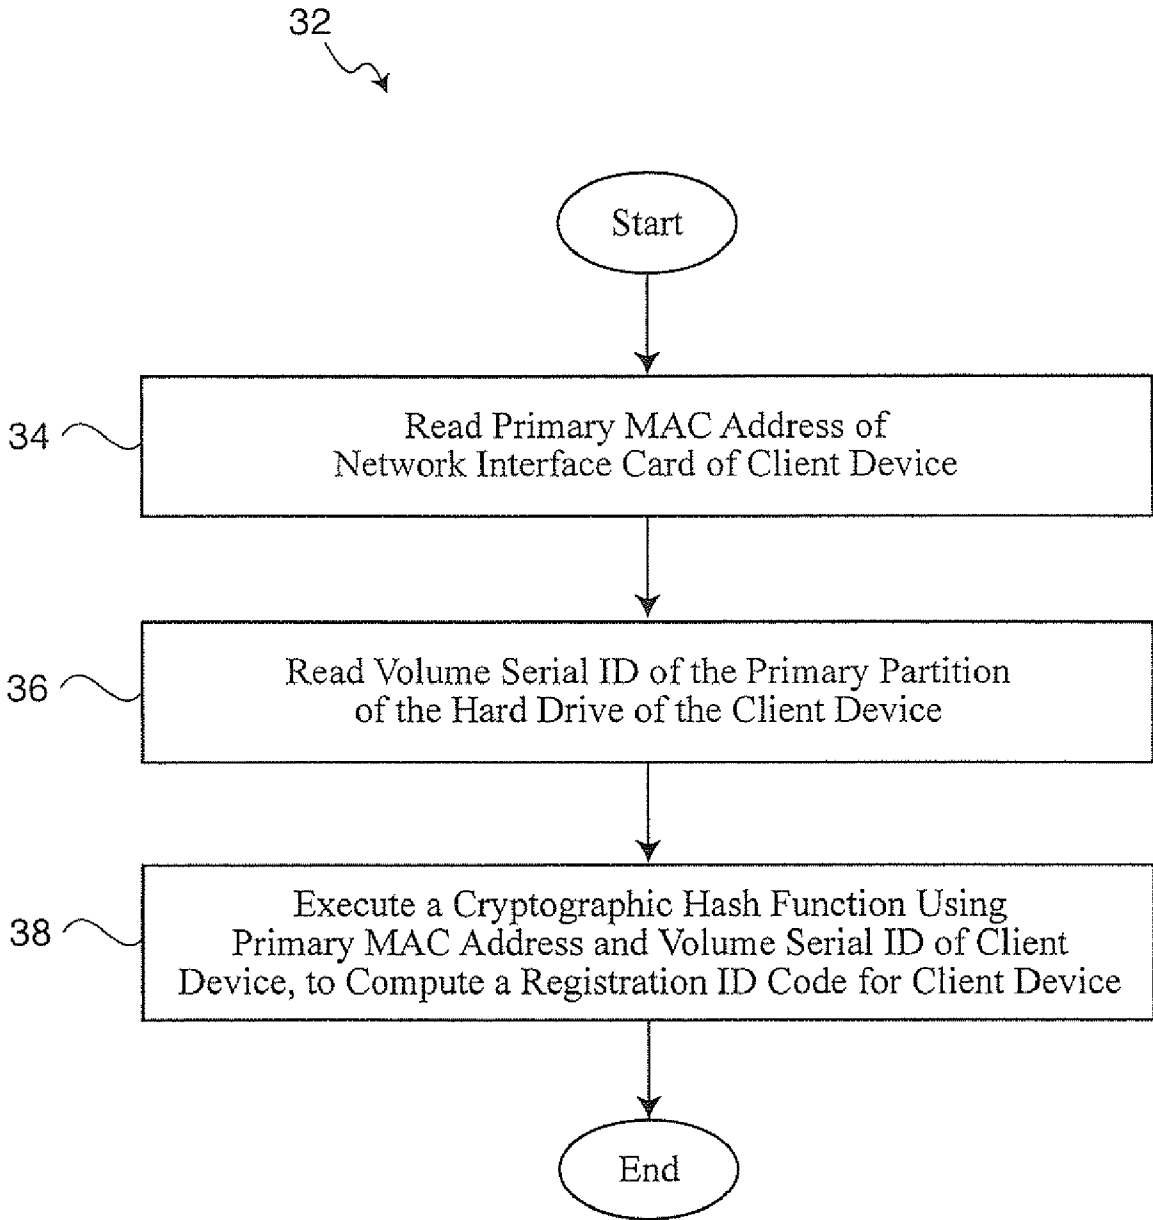 32
Start
34
Read Primary MAC Address of
Network Interface Card of Client Device
36
Read Volume Serial ID of the Primary Partition
of the Hard Drive of the Client Device
38
Execute a Cryptographic Hash Function Using
Primary MAC Address and Volume Serial ID of Client
Device, to Compute a Registration ID Code for Client Device
End